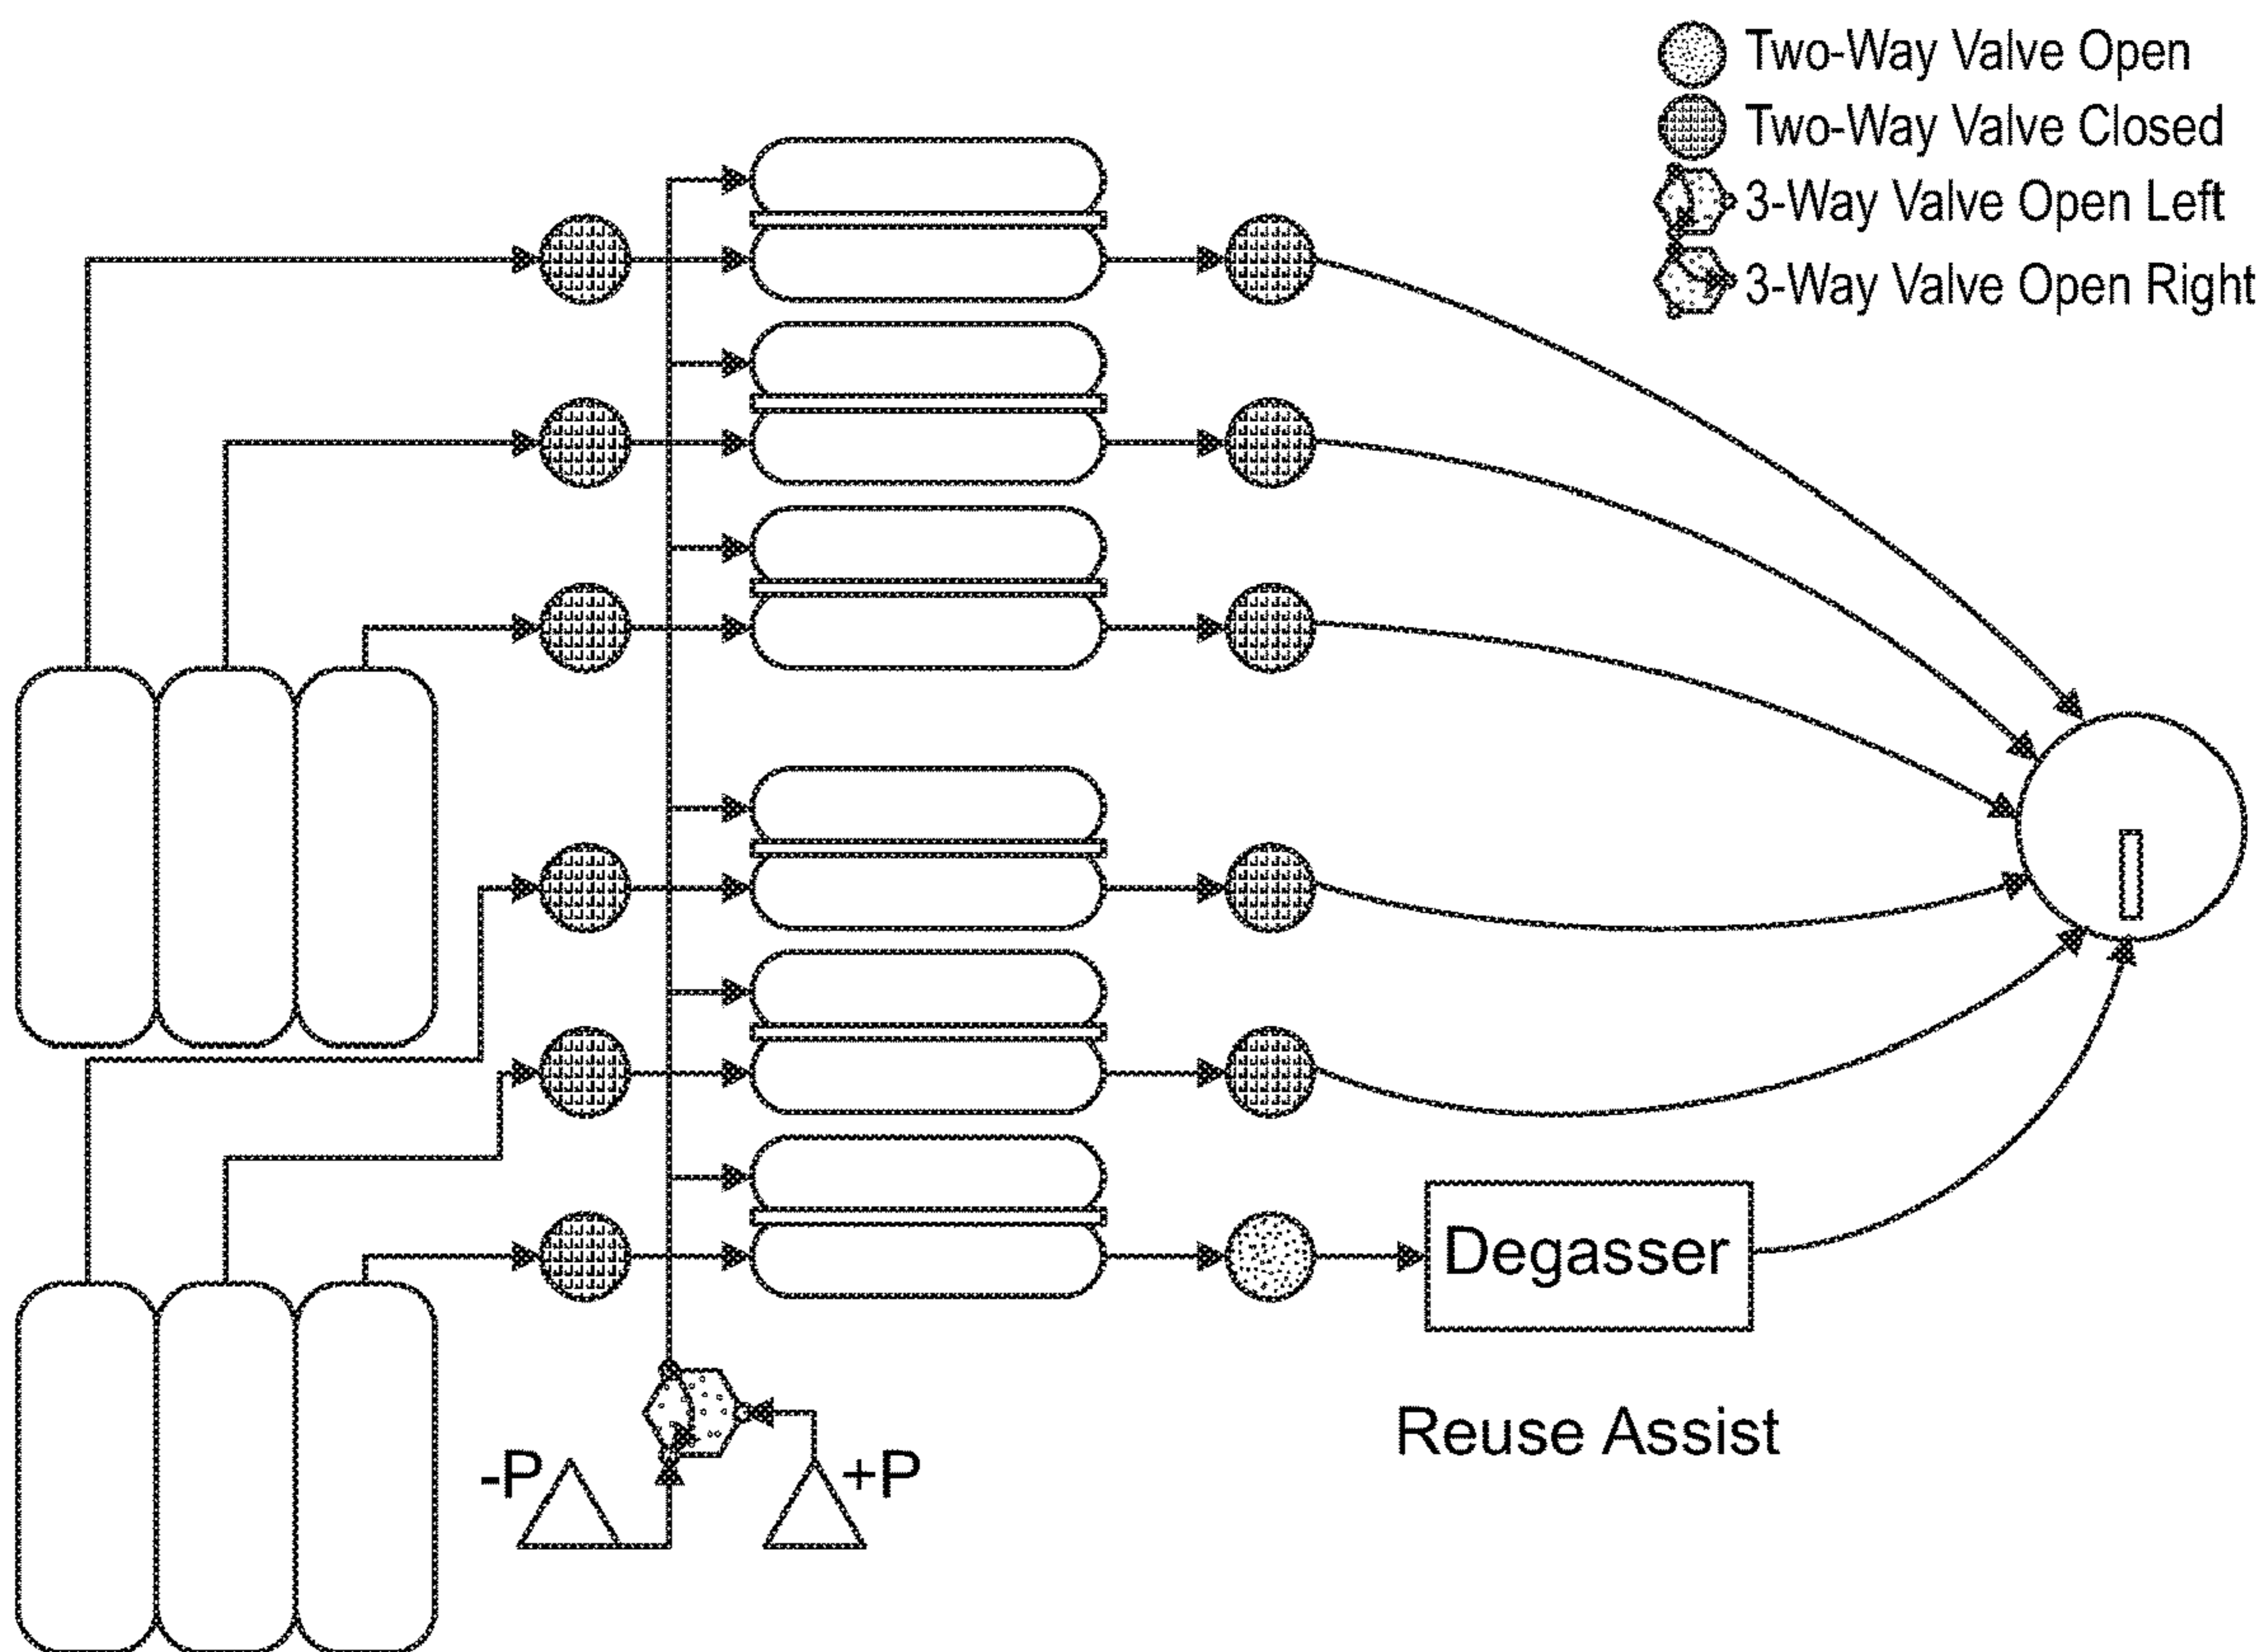 Two-Way Valve Open
Two-Way Valve Closed
3-Way Valve Open Left
3-Way Valve Open Right
Degasser
Reuse Assist
-P
+P